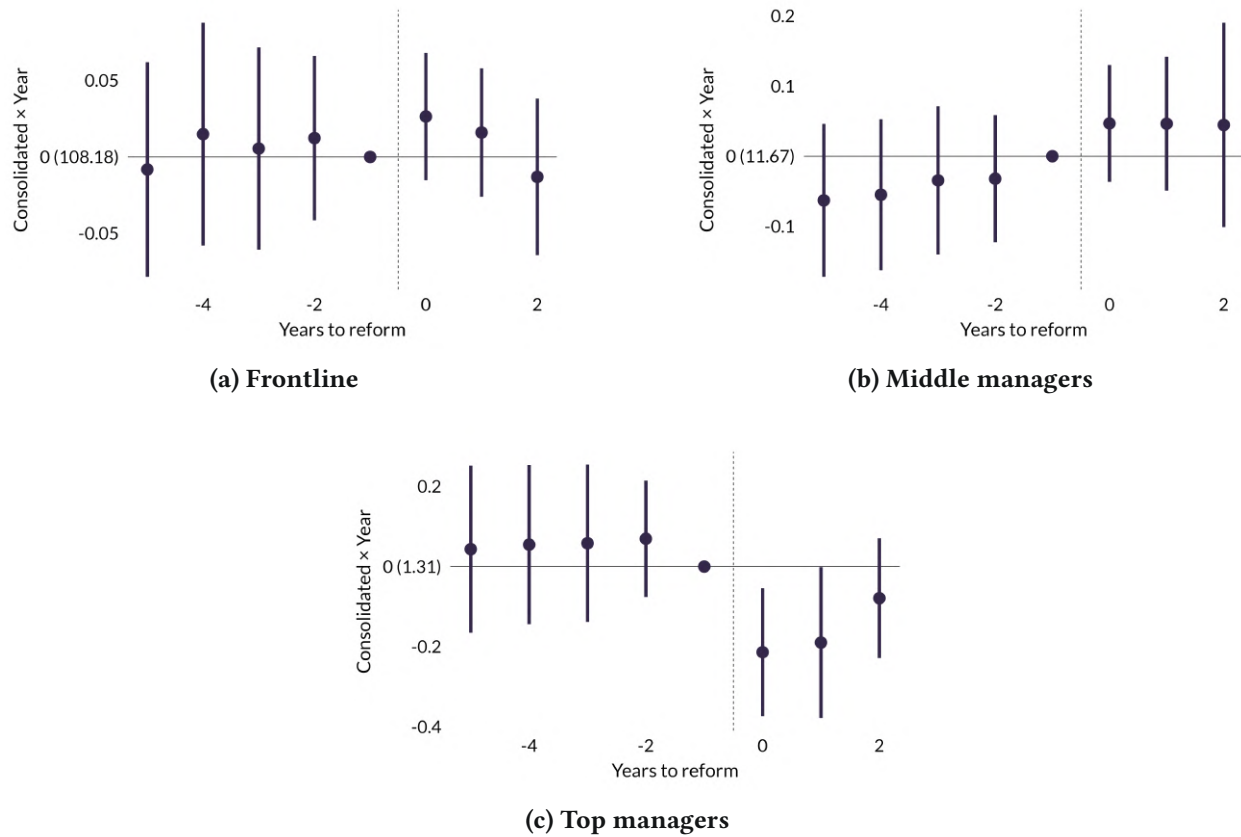 Consolidated × Year
0.05
0 (108.18)
-0.05
-4
-2
0
2
Years to reform
(a) Frontline
Consolidated × Year
0.2
0.1
0 (11.67)
-0.1
-4
-2
0
2
Years to reform
(b) Middle managers
Consolidated × Year
0.2
0 (1.31)
-0.2
-0.4
-4
-2
0
2
Years to reform
(c) Top managers